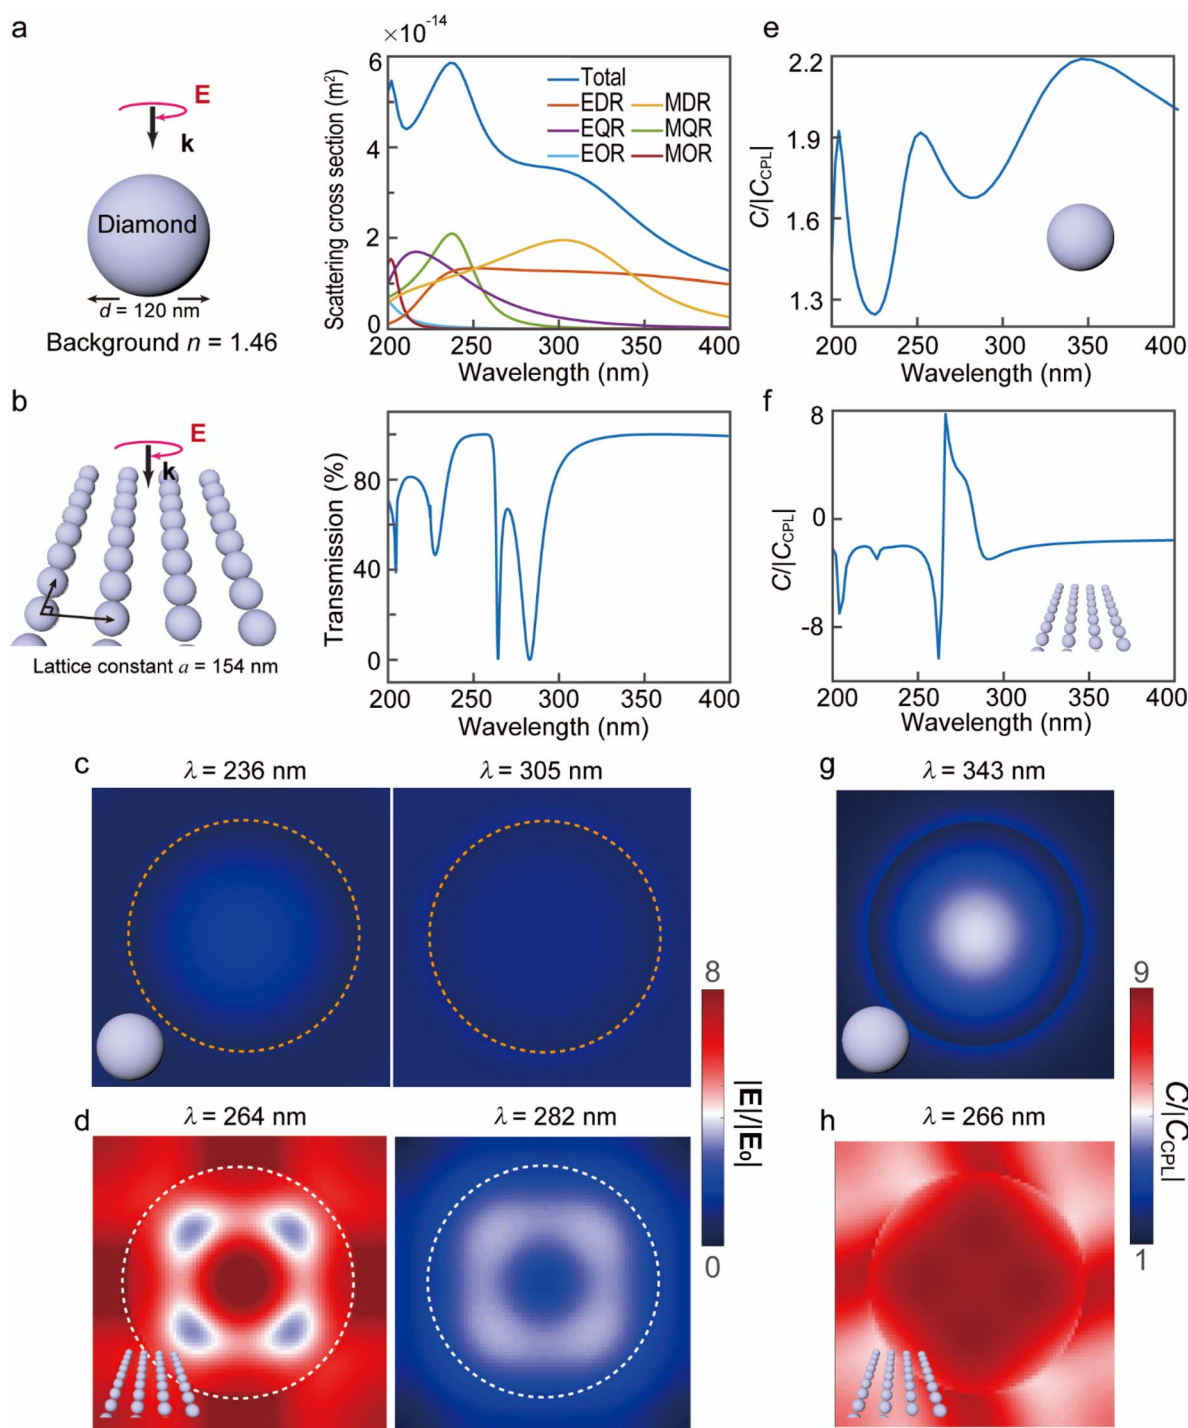 a
E
k
Diamond
d = 120 nm
Background n = 1.46
×10⁻¹⁴
Scattering cross section (m²)
6
4
2
0
Total
EDR MDR
EQR MQR
EOR MOR
200 250 300 350 400
Wavelength (nm)
e
C/|C_CPL|
2.2
1.9
1.6
1.3
200 250 300 350 400
Wavelength (nm)
b
E
k
Lattice constant a = 154 nm
Transmission (%)
80
40
0
200 250 300 350 400
Wavelength (nm)
f
C/|C_CPL|
8
0
-8
200 250 300 350 400
Wavelength (nm)
c
λ = 236 nm
λ = 305 nm
g
λ = 343 nm
d
λ = 264 nm
λ = 282 nm
8
|E|/|E₀|
0
h
λ = 266 nm
9
C/|C_CPL|
1